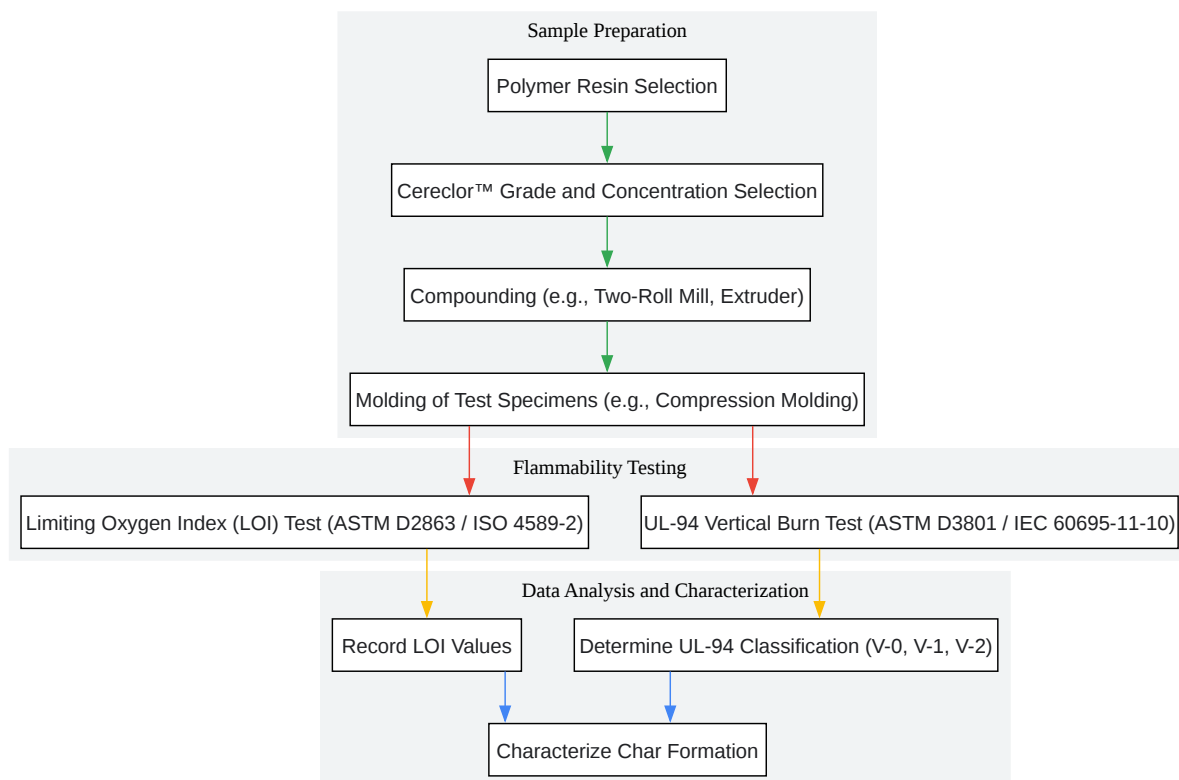 Sample Preparation
Polymer Resin Selection
Cereclor™ Grade and Concentration Selection
Compounding (e.g., Two-Roll Mill, Extruder)
Molding of Test Specimens (e.g., Compression Molding)
Flammability Testing
Limiting Oxygen Index (LOI) Test (ASTM D2863 / ISO 4589-2)
UL-94 Vertical Burn Test (ASTM D3801 / IEC 60695-11-10)
Data Analysis and Characterization
Record LOI Values
Determine UL-94 Classification (V-0, V-1, V-2)
Characterize Char Formation